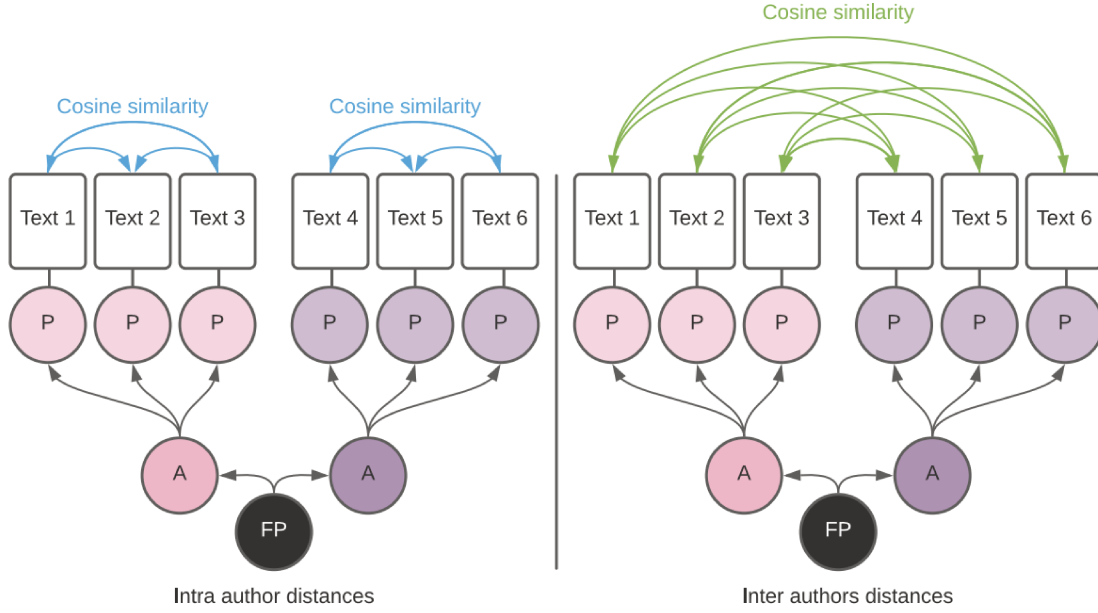 Cosine similarity
Cosine similarity Cosine similarity
Text 1 Text 2 Text 3 Text 4 Text 5 Text 6 Text 1 Text 2 Text 3 Text 4 Text 5 Text 6
P P P P P P P P P P P P
A A A A
FP FP
Intra author distances Inter authors distances